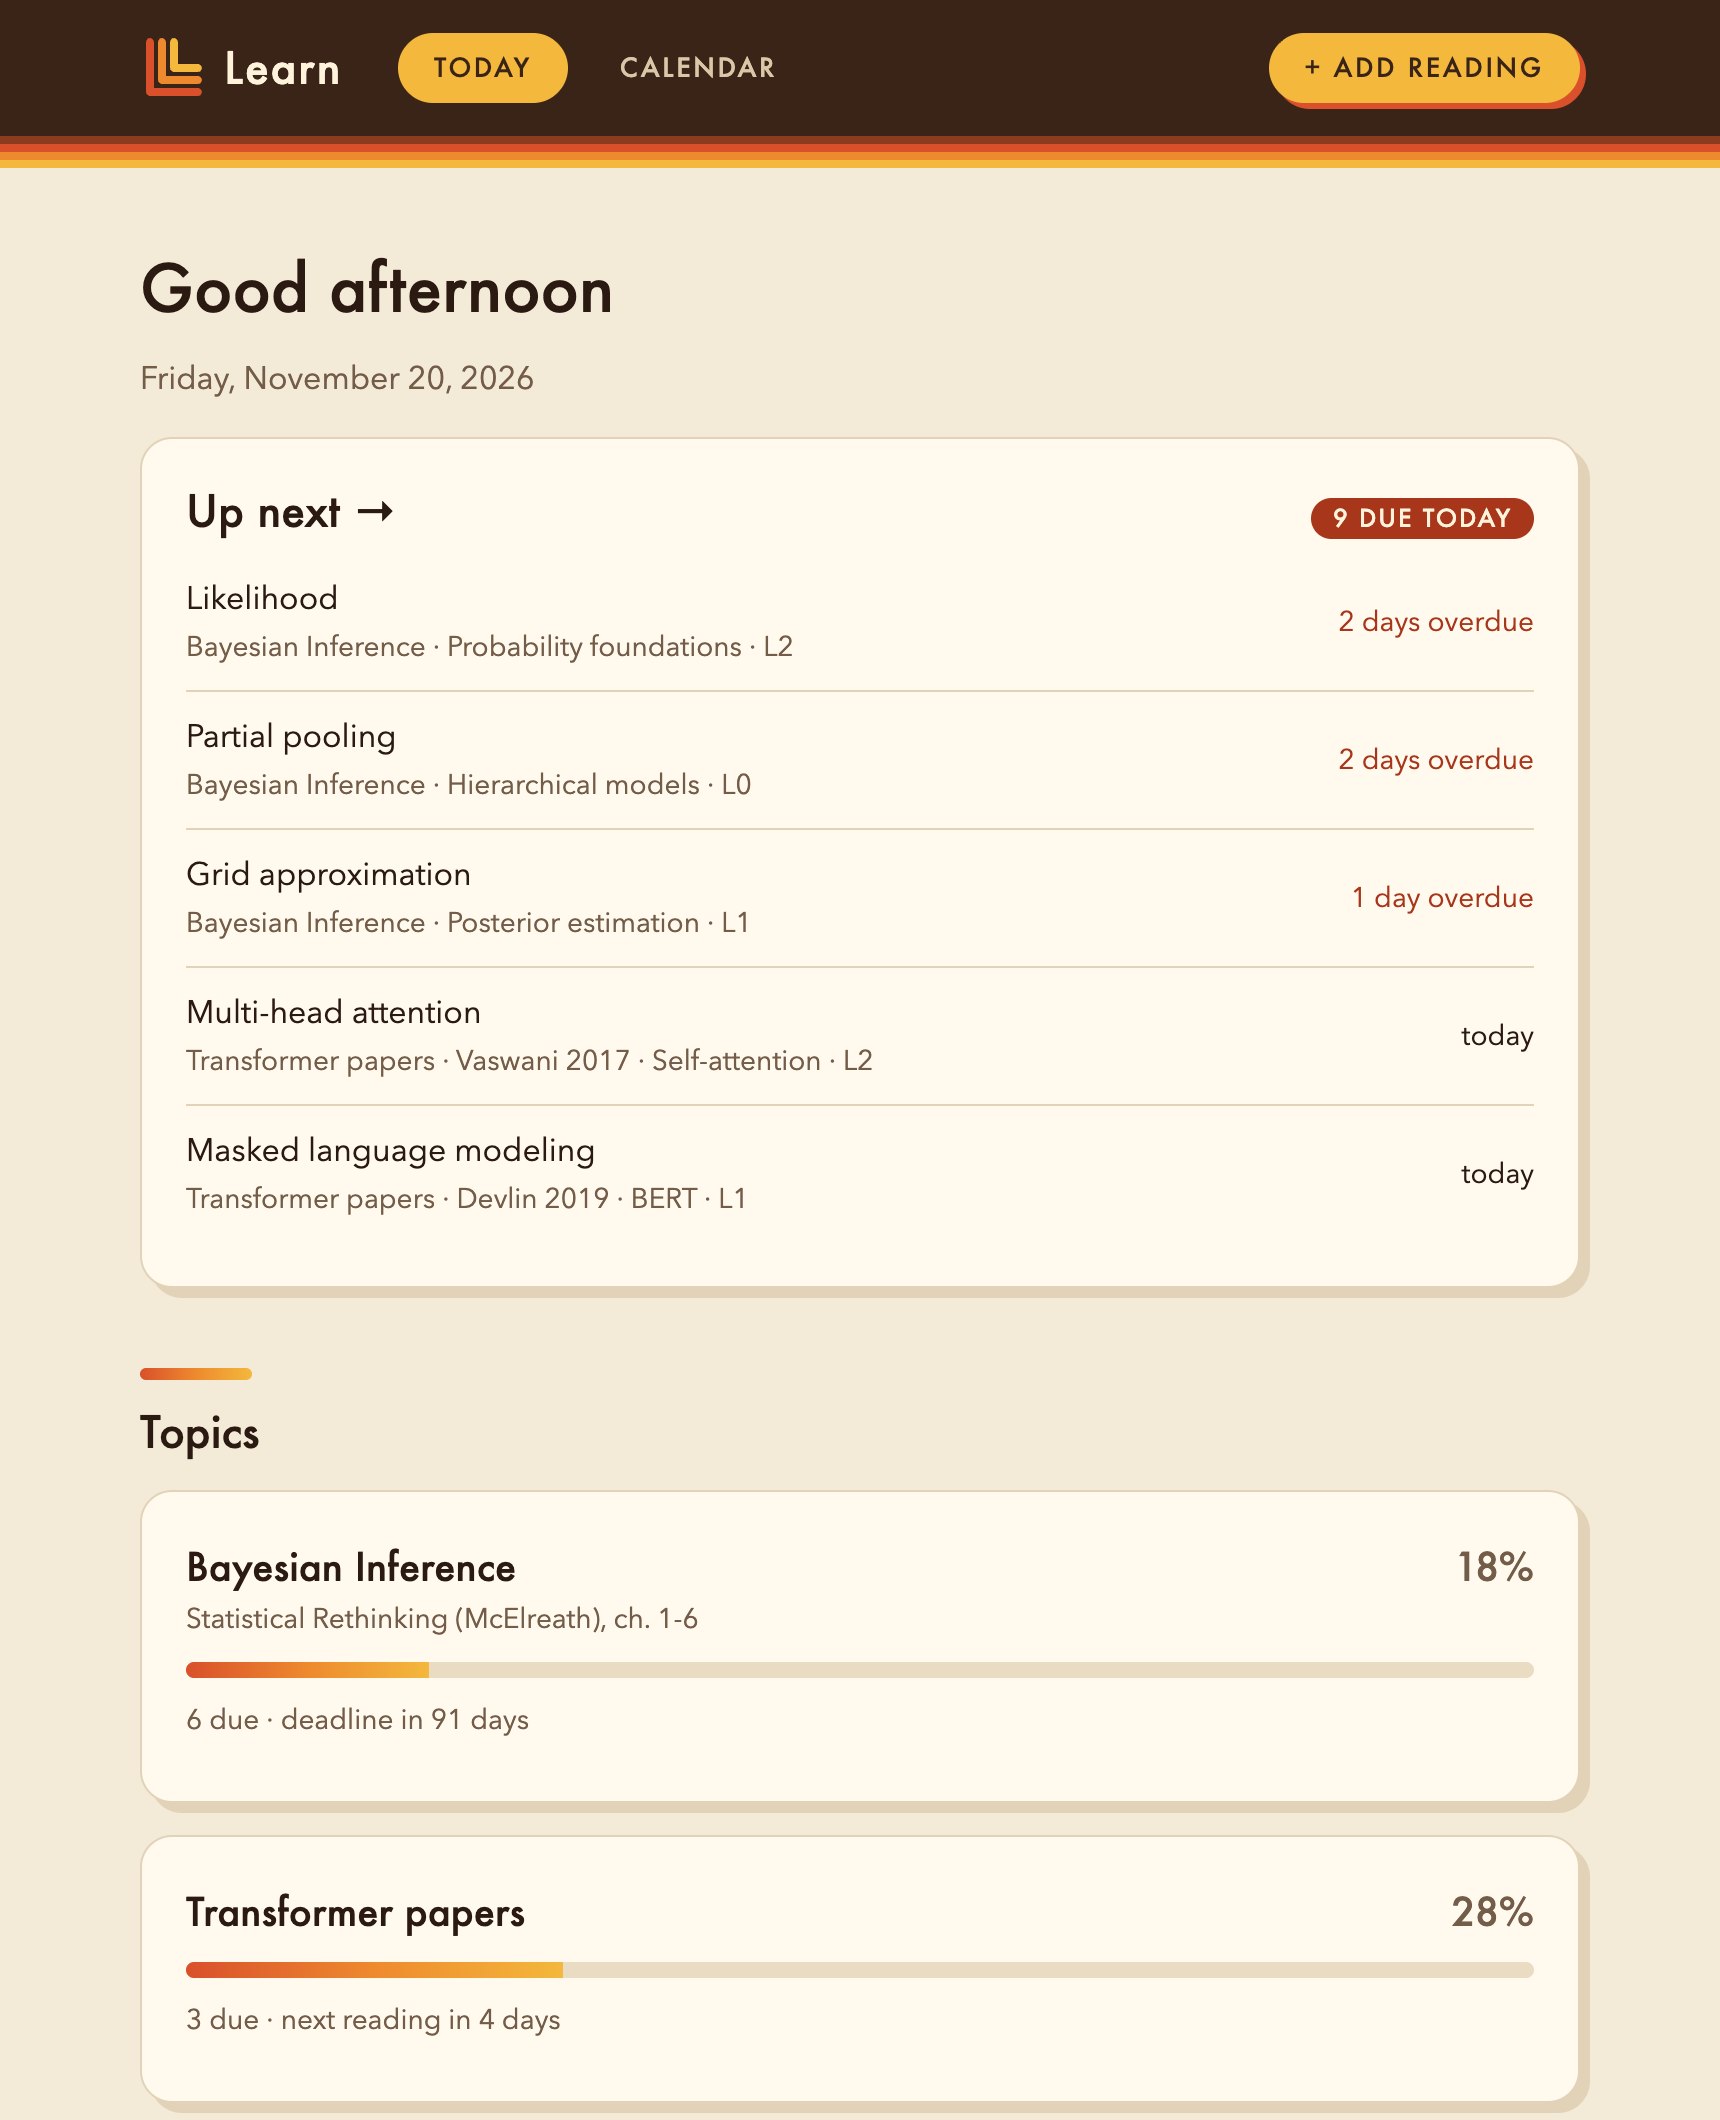 Learn
TODAY
CALENDAR
+ ADD READING
Good afternoon
Friday, November 20, 2026
Up next →
9 DUE TODAY
Likelihood
Bayesian Inference · Probability foundations · L2
2 days overdue
Partial pooling
Bayesian Inference · Hierarchical models · L0
2 days overdue
Grid approximation
Bayesian Inference · Posterior estimation · L1
1 day overdue
Multi-head attention
Transformer papers · Vaswani 2017 · Self-attention · L2
today
Masked language modeling
Transformer papers · Devlin 2019 · BERT · L1
today
Topics
Bayesian Inference
18%
Statistical Rethinking (McElreath), ch. 1-6
6 due · deadline in 91 days
Transformer papers
28%
3 due · next reading in 4 days